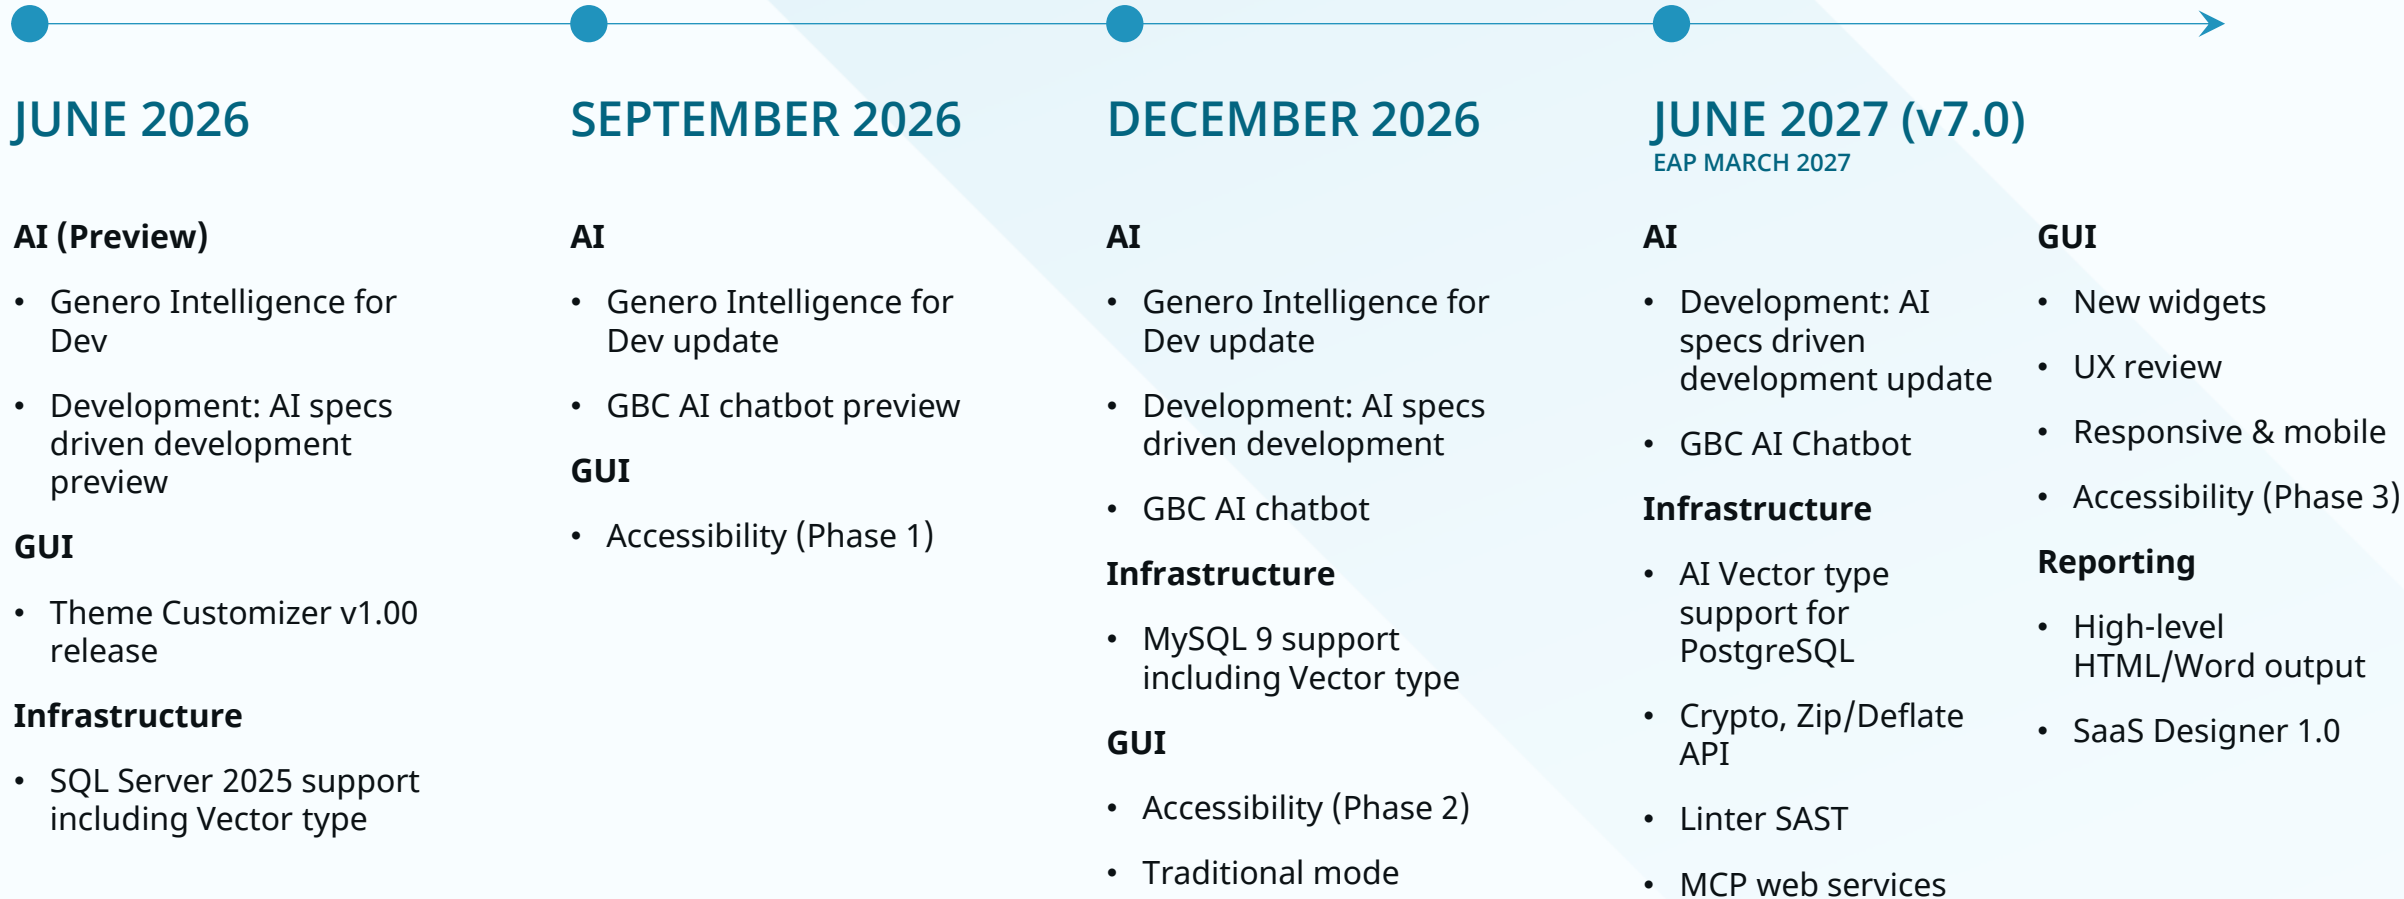 JUNE 2026
AI (Preview)
• Genero Intelligence for
Dev
• Development: AI specs
driven development
preview
GUI
• Theme Customizer v1.00
release
Infrastructure
• SQL Server 2025 support
including Vector type
SEPTEMBER 2026
AI
• Genero Intelligence for
Dev update
• GBC AI chatbot preview
GUI
• Accessibility (Phase 1)
DECEMBER 2026
AI
• Genero Intelligence for
Dev update
• Development: AI specs
driven development
• GBC AI chatbot
Infrastructure
• MySQL 9 support
including Vector type
GUI
• Accessibility (Phase 2)
• Traditional mode
JUNE 2027 (v7.0)
EAP MARCH 2027
AI
• Development: AI
specs driven
development update
• GBC AI Chatbot
Infrastructure
• AI Vector type
support for
PostgreSQL
• Crypto, Zip/Deflate
API
• Linter SAST
• MCP web services
GUI
• New widgets
• UX review
• Responsive & mobile
• Accessibility (Phase 3)
Reporting
• High-level
HTML/Word output
• SaaS Designer 1.0